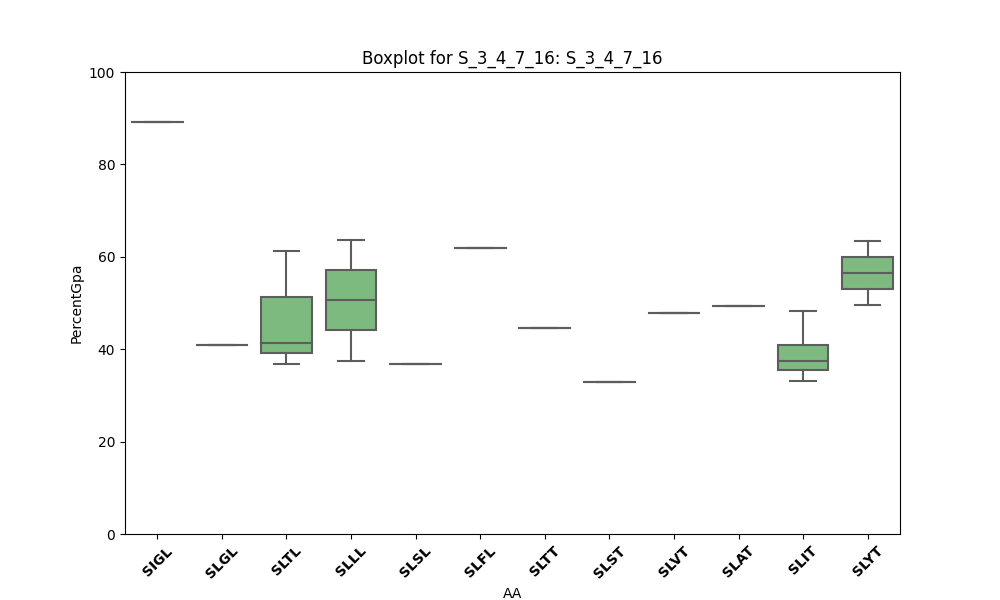 Boxplot for S_3_4_7_16: S_3_4_7_16
100
80
60
40
20
0
PercentGpa
SIGL SLGL SLTL SLLL SLSL SLFL SLTT SLST SLVT SLAT SLIT SLYT
AA